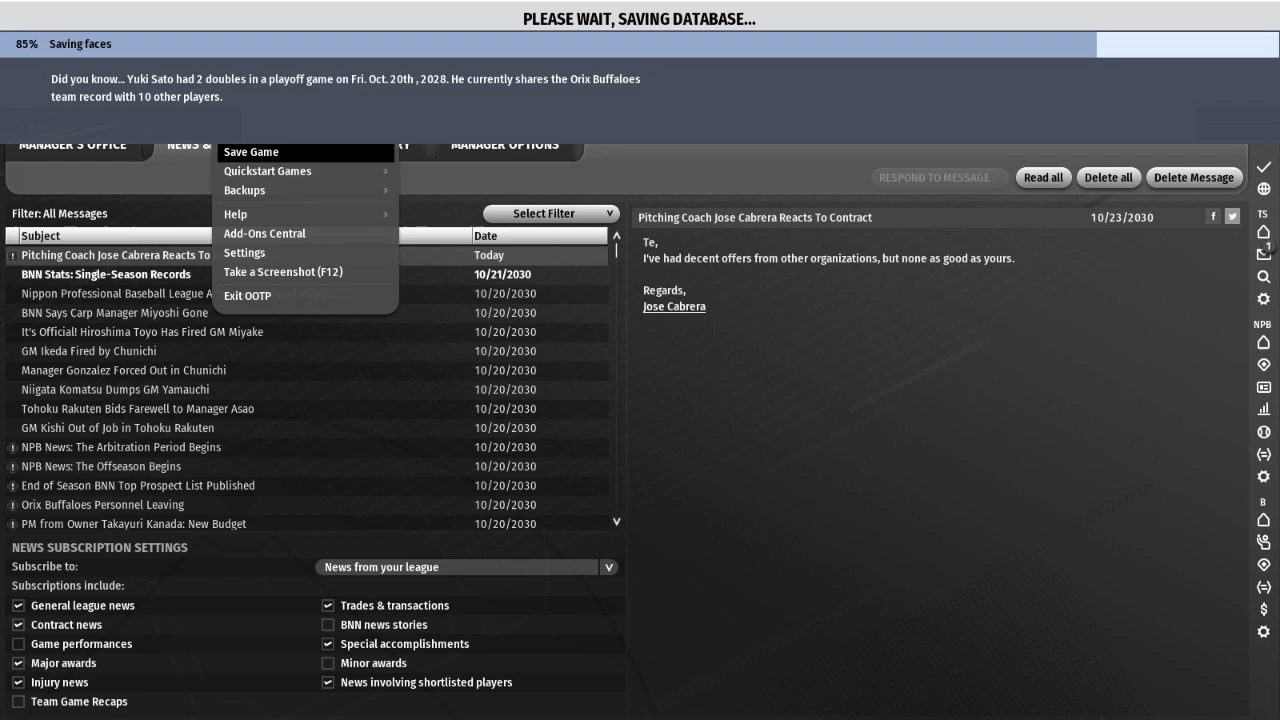 PLEASE WAIT, SAVING DATABASE...
85% Saving faces
Did you know... Yuki Sato had 2 doubles in a playoff game on Fri. Oct. 20th , 2028. He currently shares the Orix Buffaloes
team record with 10 other players.
MANAGER'S OFFICE NEWS & MANAGER OPTIONS
Save Game
Quickstart Games
Backups
Help
Add-Ons Central
Settings
Take a Screenshot (F12)
Exit OOTP
RESPOND TO MESSAGE Read all Delete all Delete Message
Filter: All Messages Select Filter
Subject Date
Pitching Coach Jose Cabrera Reacts To Today
BNN Stats: Single-Season Records 10/21/2030
Nippon Professional Baseball League A 10/20/2030
BNN Says Carp Manager Miyoshi Gone 10/20/2030
It's Official! Hiroshima Toyo Has Fired GM Miyake 10/20/2030
GM Ikeda Fired by Chunichi 10/20/2030
Manager Gonzalez Forced Out in Chunichi 10/20/2030
Niigata Komatsu Dumps GM Yamauchi 10/20/2030
Tohoku Rakuten Bids Farewell to Manager Asao 10/20/2030
GM Kishi Out of Job in Tohoku Rakuten 10/20/2030
NPB News: The Arbitration Period Begins 10/20/2030
NPB News: The Offseason Begins 10/20/2030
End of Season BNN Top Prospect List Published 10/20/2030
Orix Buffaloes Personnel Leaving 10/20/2030
PM from Owner Takayuri Kanada: New Budget 10/20/2030
Pitching Coach Jose Cabrera Reacts To Contract 10/23/2030
Te,
I've had decent offers from other organizations, but none as good as yours.
Regards,
Jose Cabrera
NEWS SUBSCRIPTION SETTINGS
Subscribe to: News from your league
Subscriptions include:
General league news Trades & transactions
Contract news BNN news stories
Game performances Special accomplishments
Major awards Minor awards
Injury news News involving shortlisted players
Team Game Recaps
TS
1
NPB
B